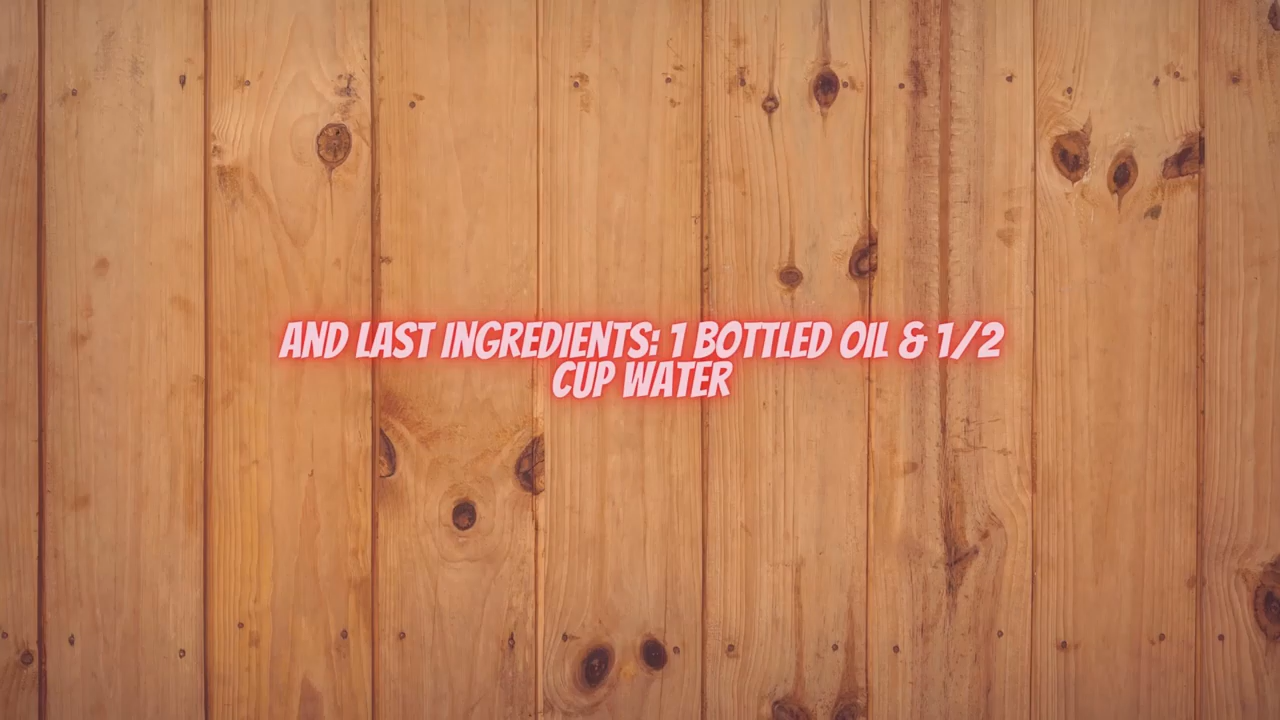 AND LAST INGREDIENTS: 1 BOTTLED OIL & 1/2
CUP WATER